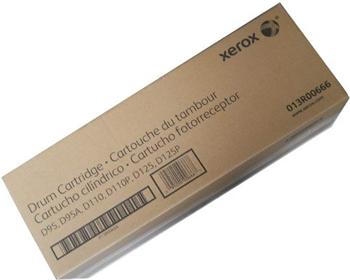 xerox
013R00666
Drum Cartridge · Cartouche du tambour
Cartucho cilíndrico · Cartucho fotorreceptor
D95, D95A, D110, D110P, D125, D125P